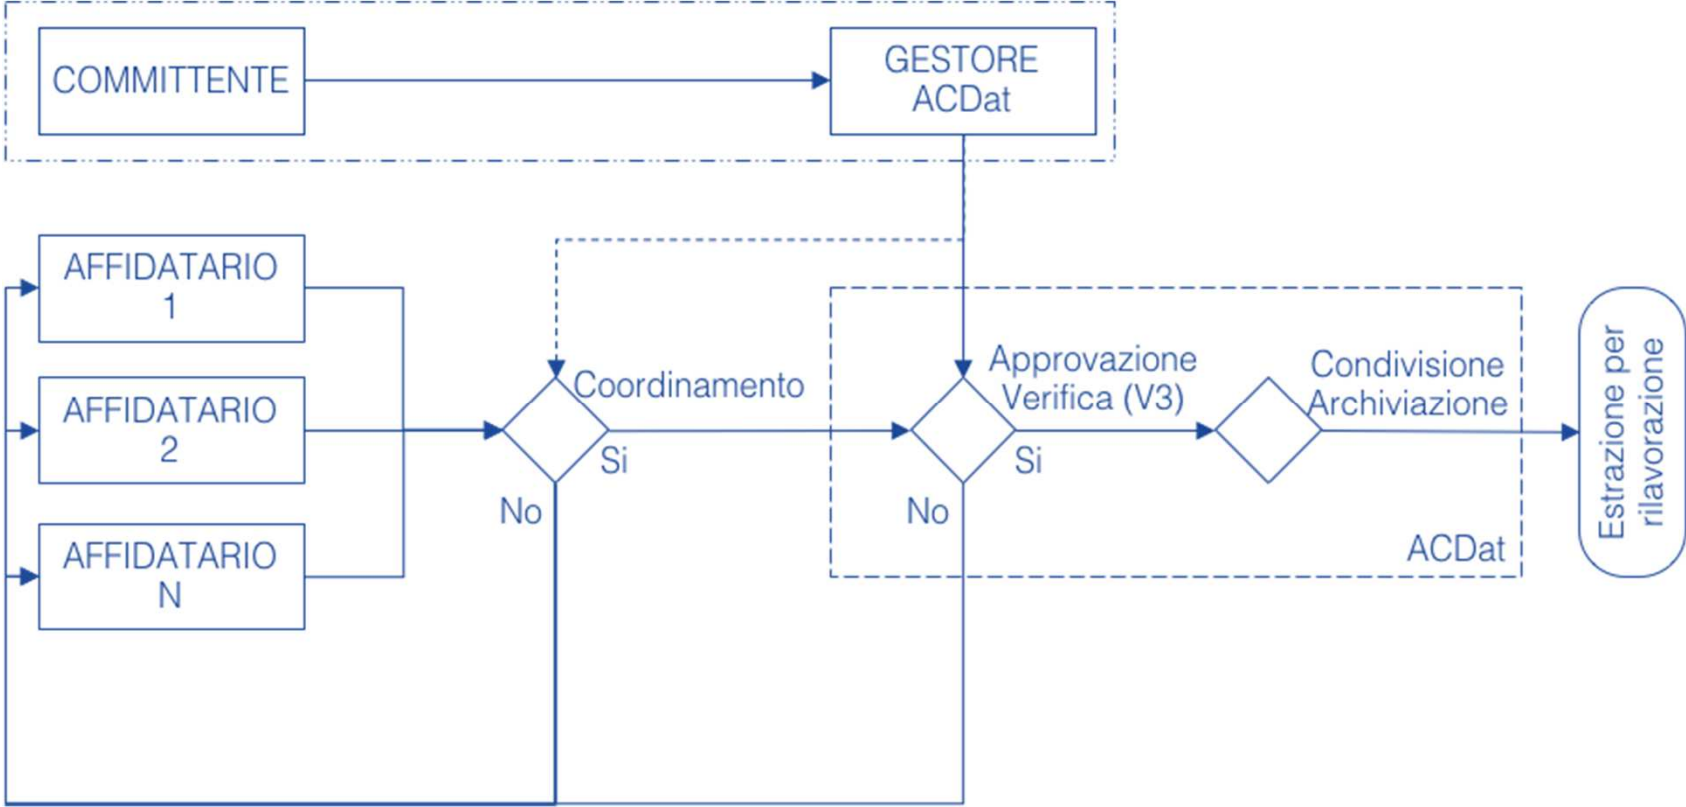 COMMITTENTE
GESTORE
ACDat
AFFIDATARIO
1
AFFIDATARIO
2
AFFIDATARIO
N
Coordinamento
Si
No
Approvazione
Verifica (V3)
Si
No
Condivisione
Archiviazione
ACDat
Estrazione per
rilavorazione